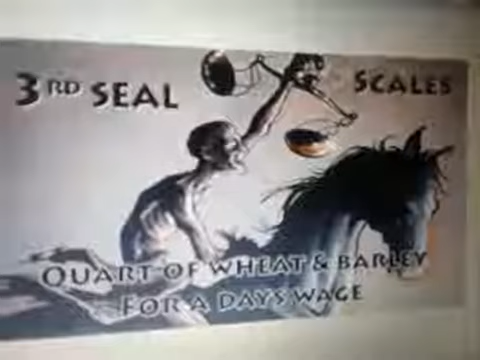 3RD SEAL
SCALES
QUART OF WHEAT & BARLEY
FOR A DAYS WAGE